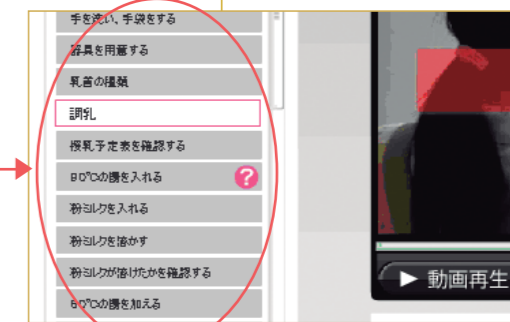 手を洗い、手袋をする
器具を用意する
乳首の種類
調乳
授乳予定表を確認する
90℃の湯を入れる
?
粉ミルクを入れる
粉ミルクを溶かす
粉ミルクが溶けたかを確認する
60℃の湯を加える
動画再生